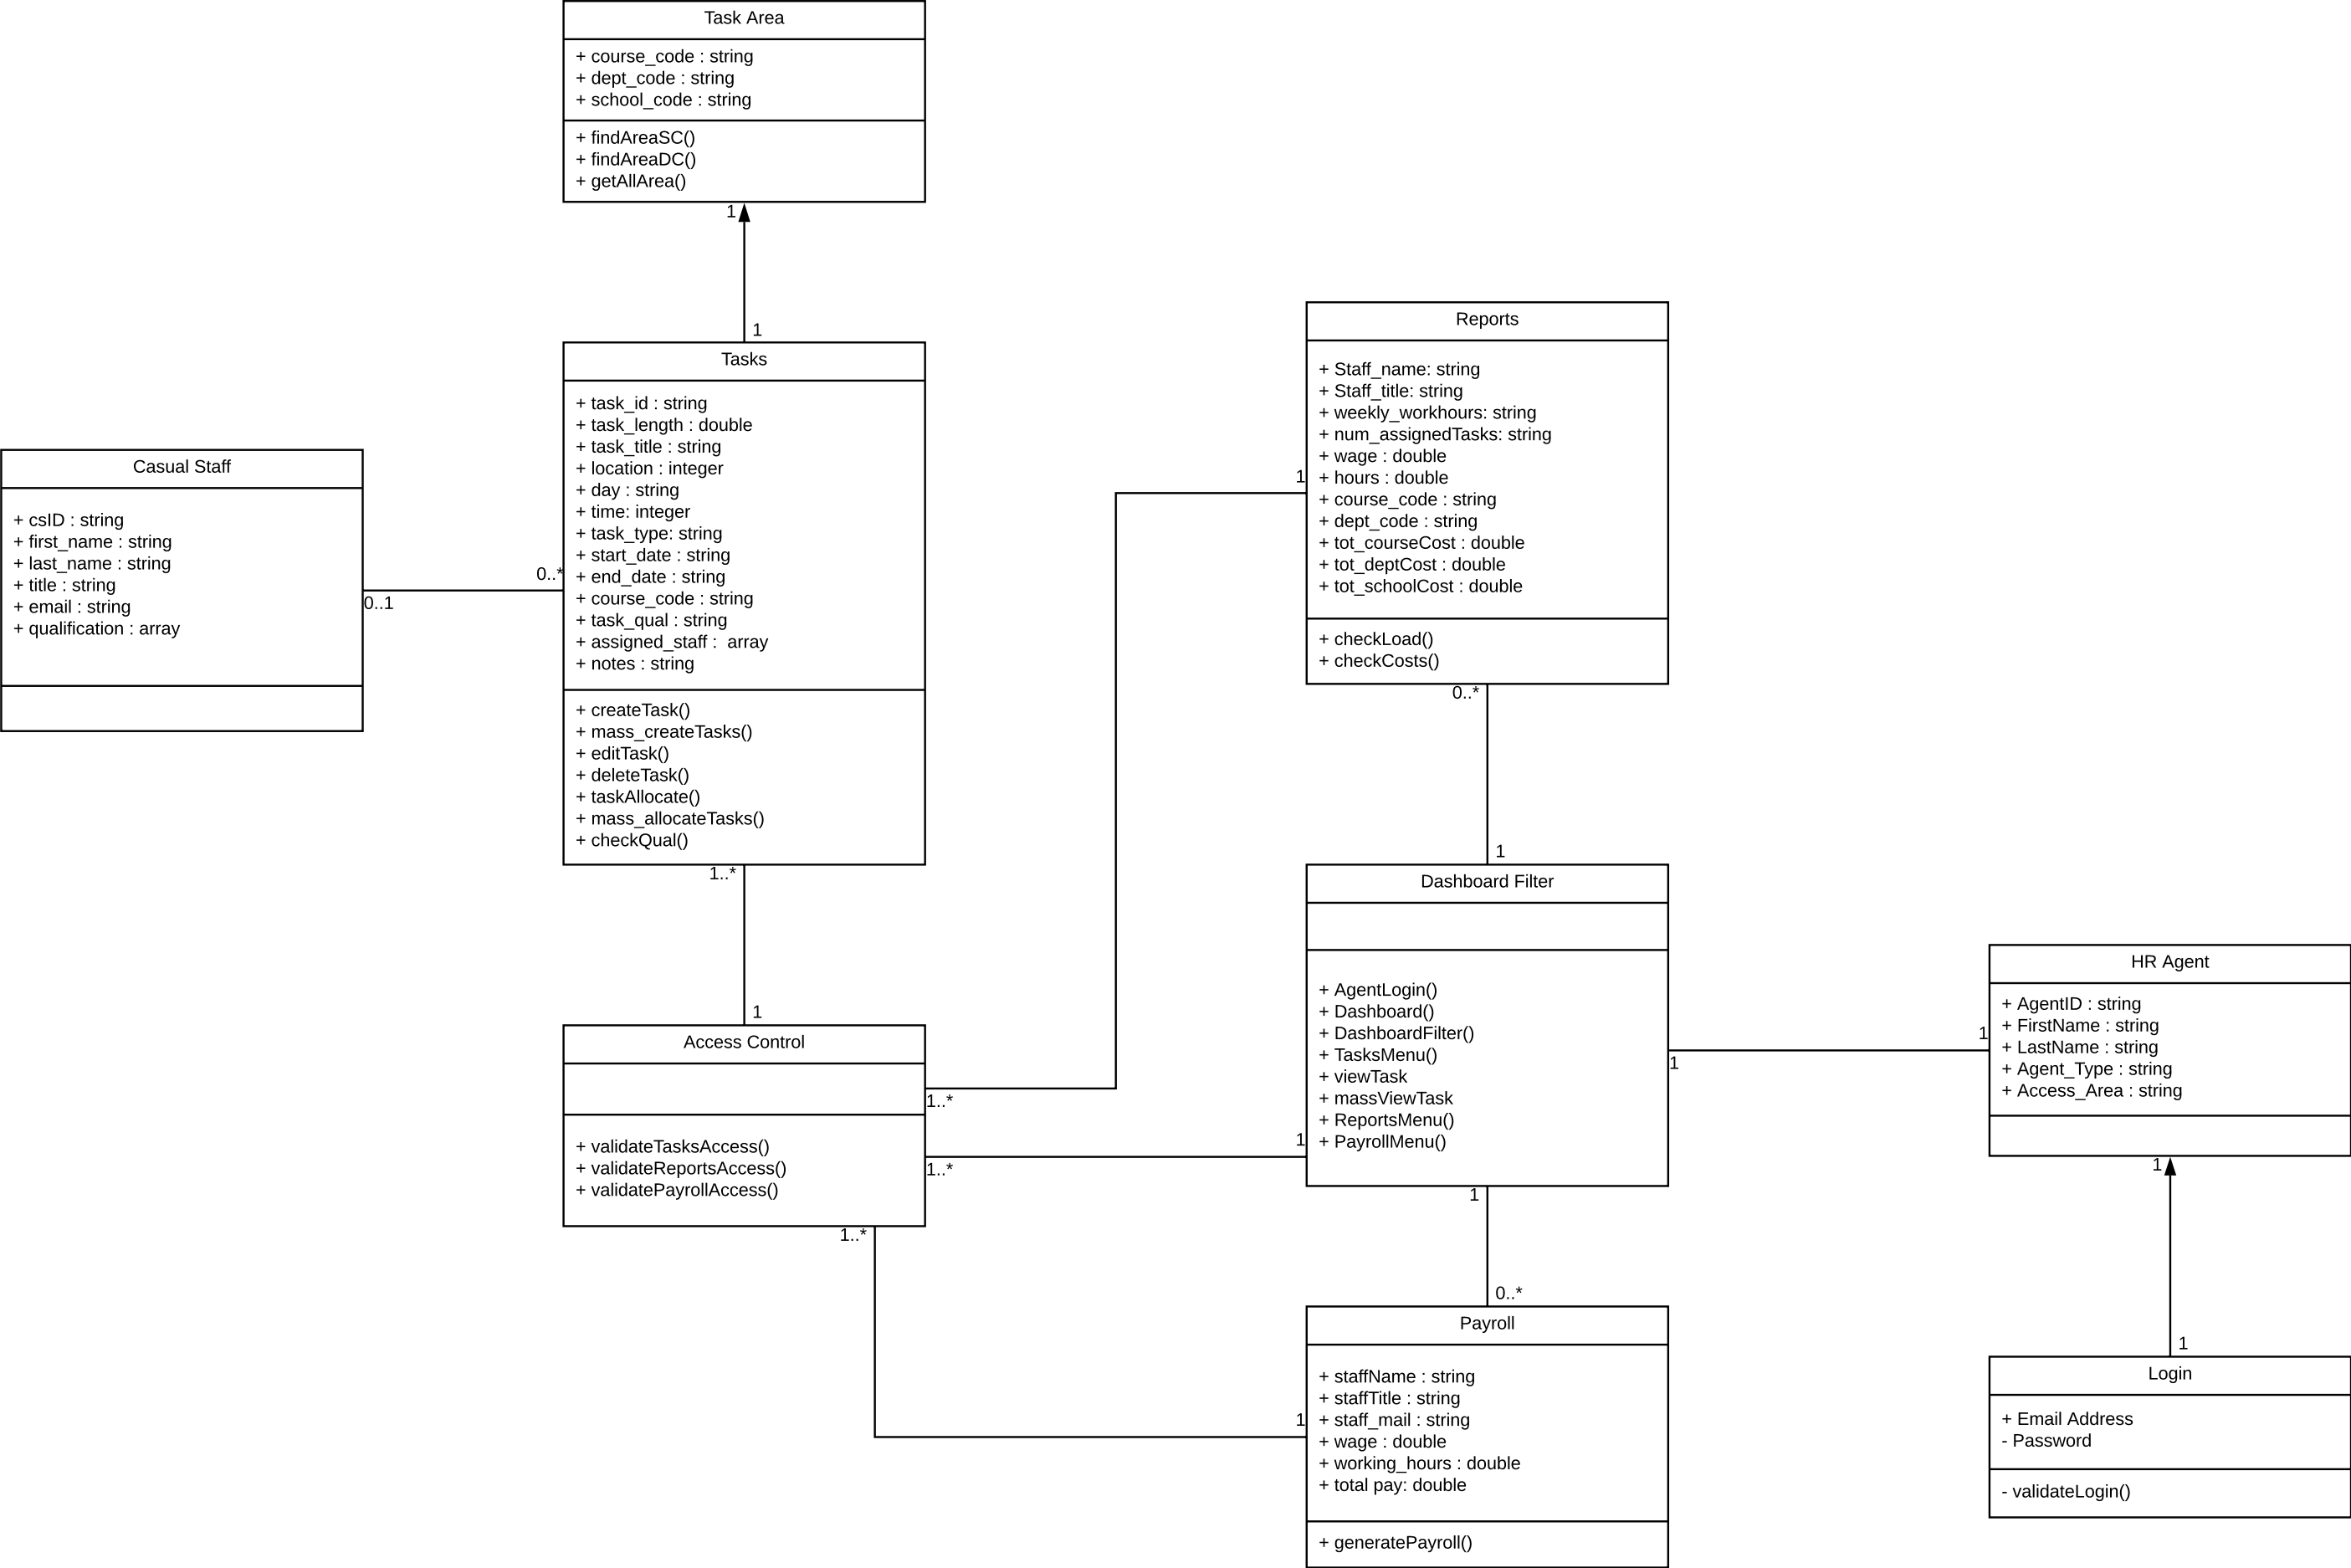 Task Area
+ course_code : string
+ dept_code : string
+ school_code : string
+ findAreaSC()
+ findAreaDC()
+ getAllArea()
1
1
Tasks
+ task_id : string
+ task_length : double
+ task_title : string
+ location : integer
+ day : string
+ time: integer
+ task_type: string
+ start_date : string
+ end_date : string
+ course_code : string
+ task_qual : string
+ assigned_staff :  array
+ notes : string
+ createTask()
+ mass_createTasks()
+ editTask()
+ deleteTask()
+ taskAllocate()
+ mass_allocateTasks()
+ checkQual()
Casual Staff
+ csID : string
+ first_name : string
+ last_name : string
+ title : string
+ email : string
+ qualification : array
0..1
0..*
1..*
1
Access Control
+ validateTasksAccess()
+ validateReportsAccess()
+ validatePayrollAccess()
1..*
1..*
1..*
Reports
+ Staff_name: string
+ Staff_title: string
+ weekly_workhours: string
+ num_assignedTasks: string
+ wage : double
+ hours : double
+ course_code : string
+ dept_code : string
+ tot_courseCost : double
+ tot_deptCost : double
+ tot_schoolCost : double
+ checkLoad()
+ checkCosts()
1
0..*
1
Dashboard Filter
+ AgentLogin()
+ Dashboard()
+ DashboardFilter()
+ TasksMenu()
+ viewTask
+ massViewTask
+ ReportsMenu()
+ PayrollMenu()
1
1
1
0..*
Payroll
+ staffName : string
+ staffTitle : string
+ staff_mail : string
+ wage : double
+ working_hours : double
+ total pay: double
+ generatePayroll()
1
1
HR Agent
+ AgentID : string
+ FirstName : string
+ LastName : string
+ Agent_Type : string
+ Access_Area : string
1
1
Login
+ Email Address
- Password
- validateLogin()